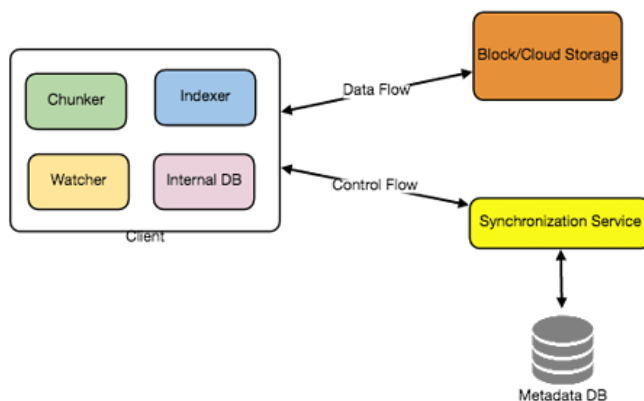 Block/Cloud Storage
Chunker
Indexer
Data Flow
Watcher
Internal DB
Control Flow
Client
Synchronization Service
Metadata DB